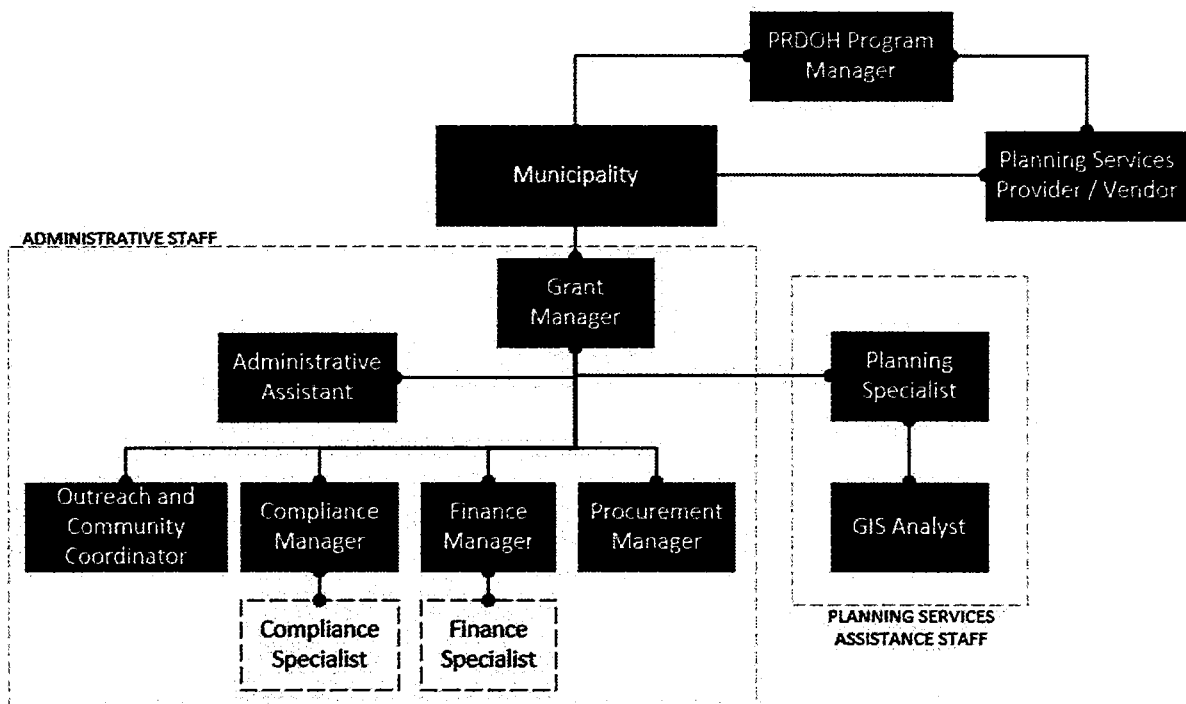 PRDOH Program
Manager
Municipality
Planning Services
Provider / Vendor
ADMINISTRATIVE STAFF
Grant
Manager
Administrative
Assistant
Planning
Specialist
Outreach and
Community
Coordinator
Compliance
Manager
Finance
Manager
Procurement
Manager
GIS Analyst
Compliance
Specialist
Finance
Specialist
PLANNING SERVICES
ASSISTANCE STAFF